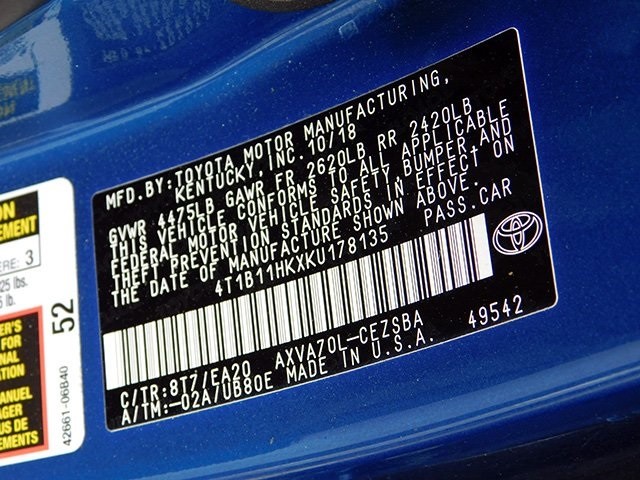 MFD.BY:TOYOTA MOTOR MANUFACTURING,
KENTUCKY, INC. 10/18
GVWR 4475LB GAWR FR 2620LB RR 2420LB
THIS VEHICLE CONFORMS TO ALL APPLICABLE
FEDERAL MOTOR VEHICLE SAFETY,BUMPER,AND
THEFT PREVENTION STANDARDS IN EFFECT ON
THE DATE OF MANUFACTURE SHOWN ABOVE.
4T1B11HKXKU178135 PASS.CAR
C/TR:8T7/EA20 AXVA70L-CEZSBA 49542
A/TM:-02A/UB80E MADE IN U.S.A.
52
42661-06B40
3
lbs.
lb.
MANUEL